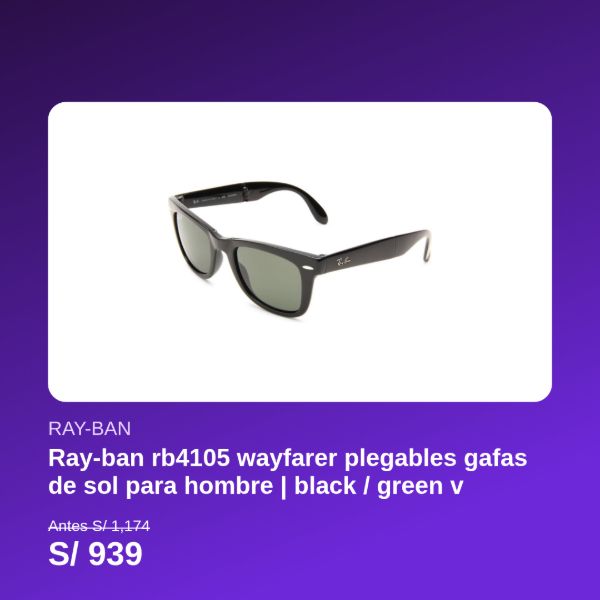 RAY-BAN
Ray-ban rb4105 wayfarer plegables gafas
de sol para hombre | black / green v
Antes S/ 1,174
S/ 939